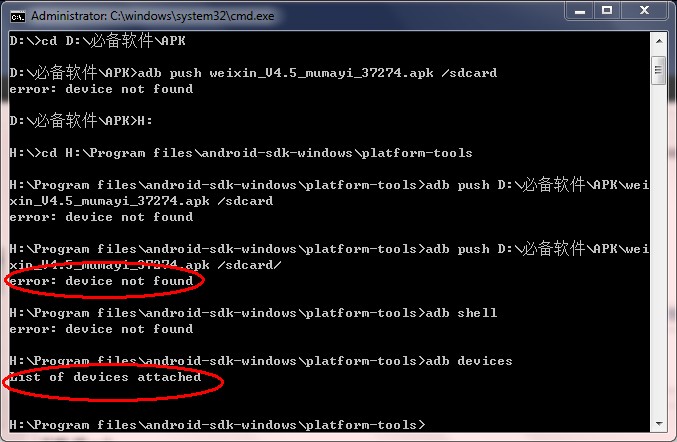 Administrator: C:\windows\system32\cmd.exe
D:\>cd D:\必备软件\APK
D:\必备软件\APK>adb push weixin_V4.5_mumayi_37274.apk /sdcard
error: device not found
D:\必备软件\APK>H:
H:\>cd H:\Program files\android-sdk-windows\platform-tools
H:\Program files\android-sdk-windows\platform-tools>adb push D:\必备软件\APK\wei
xin_V4.5_mumayi_37274.apk /sdcard
error: device not found
H:\Program files\android-sdk-windows\platform-tools>adb push D:\必备软件\APK\wei
xin_V4.5_mumayi_37274.apk /sdcard/
error: device not found
H:\Program files\android-sdk-windows\platform-tools>adb shell
error: device not found
H:\Program files\android-sdk-windows\platform-tools>adb devices
List of devices attached
H:\Program files\android-sdk-windows\platform-tools>